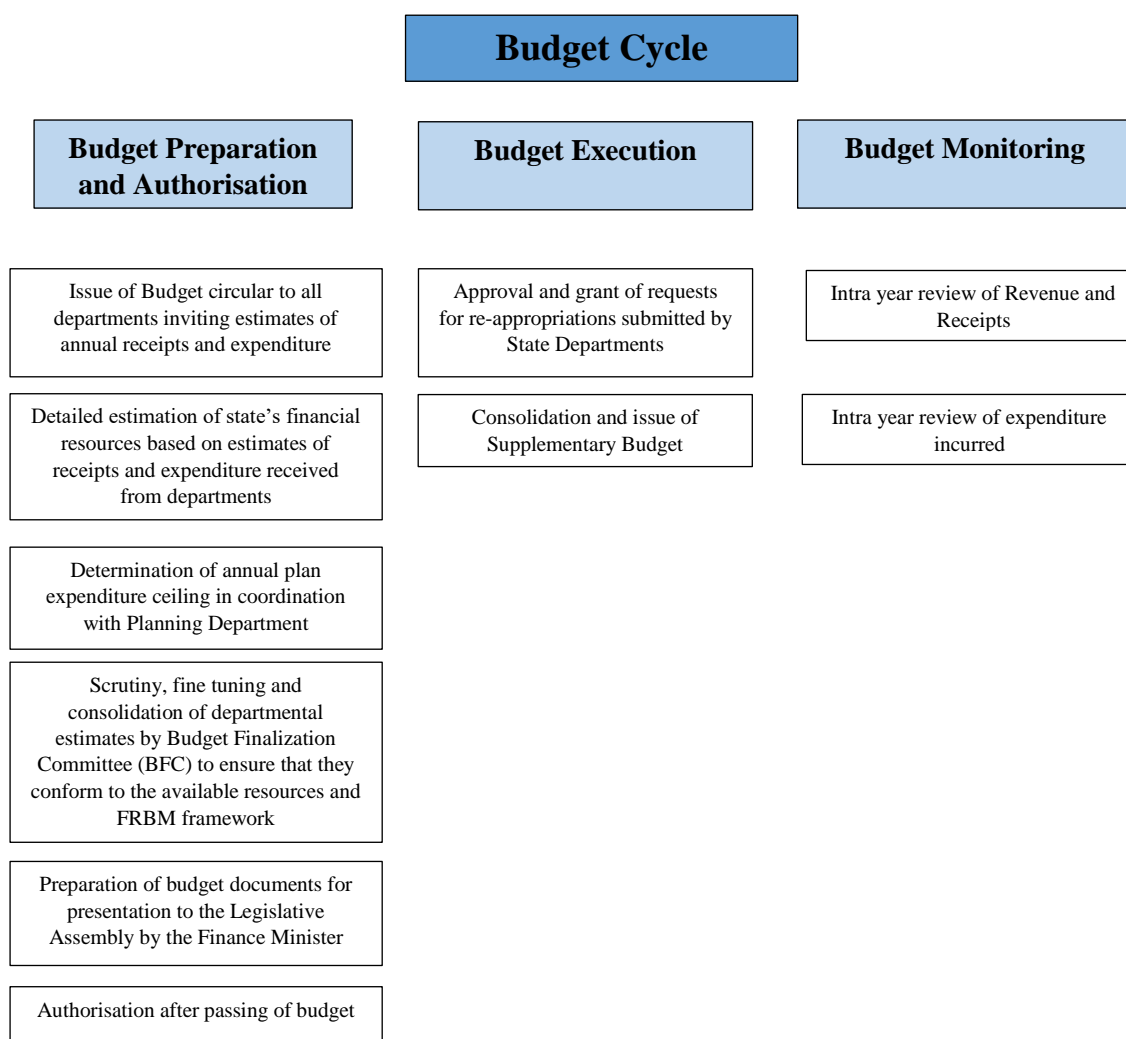 Budget Cycle
Budget Preparation
and Authorisation
Issue of Budget circular to all
departments inviting estimates of
annual receipts and expenditure
Detailed estimation of state’s financial
resources based on estimates of
receipts and expenditure received
from departments
Determination of annual plan
expenditure ceiling in coordination
with Planning Department
Scrutiny, fine tuning and
consolidation of departmental
estimates by Budget Finalization
Committee (BFC) to ensure that they
conform to the available resources and
FRBM framework
Preparation of budget documents for
presentation to the Legislative
Assembly by the Finance Minister
Authorisation after passing of budget
Budget Execution
Approval and grant of requests
for re-appropriations submitted by
State Departments
Consolidation and issue of
Supplementary Budget
Budget Monitoring
Intra year review of Revenue and
Receipts
Intra year review of expenditure
incurred